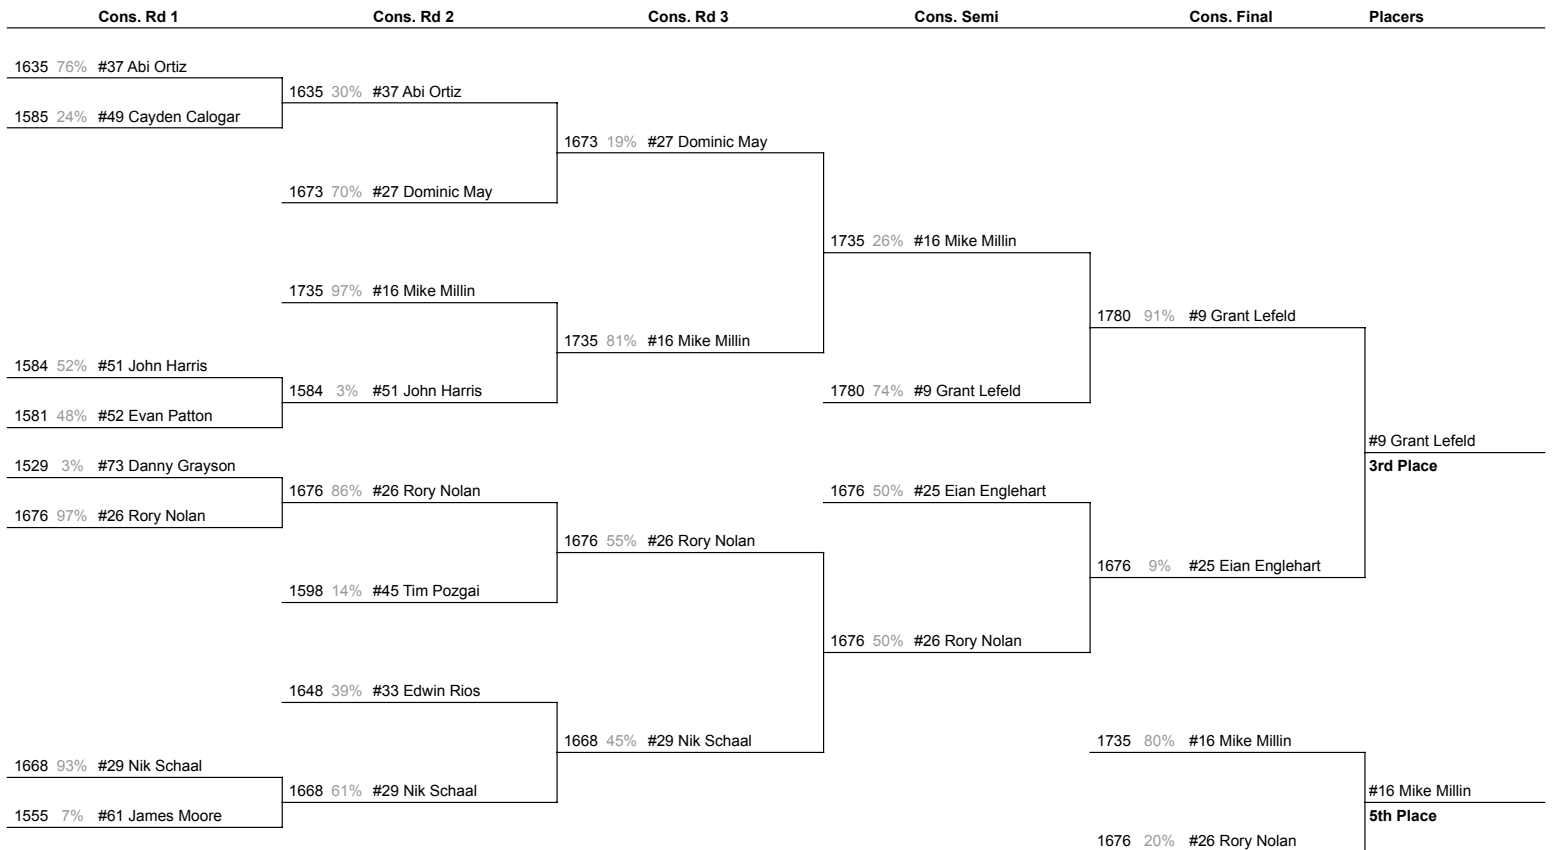 Cons. Rd 1 Cons. Rd 2 Cons. Rd 3 Cons. Semi Cons. Final Placers
1635 76% #37 Abi Ortiz
1635 30% #37 Abi Ortiz
1585 24% #49 Cayden Calogar
1673 19% #27 Dominic May
1673 70% #27 Dominic May
1735 26% #16 Mike Millin
1735 97% #16 Mike Millin
1780 91% #9 Grant Lefeld
1735 81% #16 Mike Millin
1584 52% #51 John Harris
1584 3% #51 John Harris
1780 74% #9 Grant Lefeld
1581 48% #52 Evan Patton
#9 Grant Lefeld
1529 3% #73 Danny Grayson
3rd Place
1676 86% #26 Rory Nolan
1676 50% #25 Eian Englehart
1676 97% #26 Rory Nolan
1676 55% #26 Rory Nolan
1676 9% #25 Eian Englehart
1598 14% #45 Tim Pozgai
1676 50% #26 Rory Nolan
1648 39% #33 Edwin Rios
1668 45% #29 Nik Schaal
1735 80% #16 Mike Millin
1668 93% #29 Nik Schaal
1668 61% #29 Nik Schaal
#16 Mike Millin
1555 7% #61 James Moore
5th Place
1676 20% #26 Rory Nolan